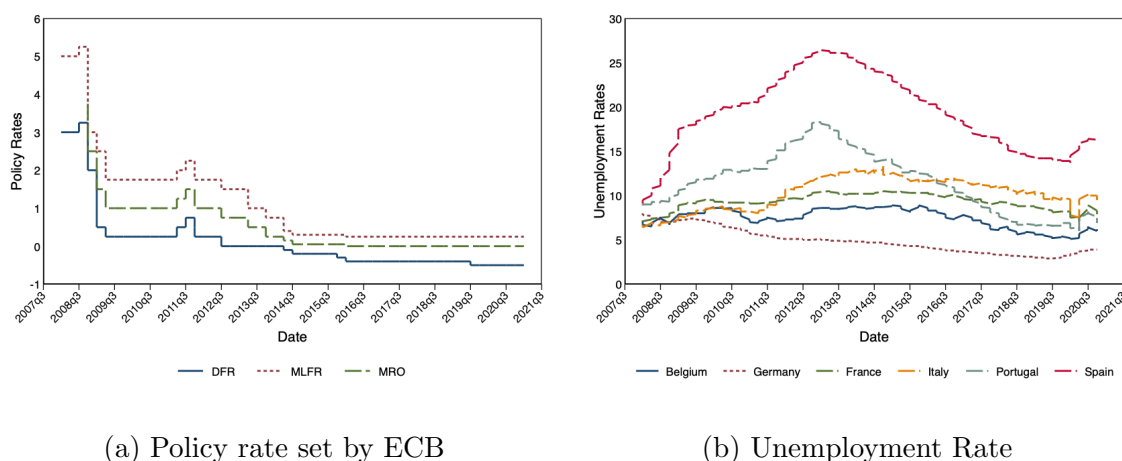 6
5
4
3
2
1
0
-1
Policy Rates
2007q3
2008q3
2009q3
2010q3
2011q3
2012q3
2013q3
2014q3
2015q3
2016q3
2017q3
2018q3
2019q3
2020q3
2021q3
Date
DFR MLFR MRO
(a) Policy rate set by ECB
30
25
20
15
10
5
0
Unemployment Rates
2007q3
2008q3
2009q3
2010q3
2011q3
2012q3
2013q3
2014q3
2015q3
2016q3
2017q3
2018q3
2019q3
2020q3
2021q
Date
Belgium Germany France Italy Portugal Spain
(b) Unemployment Rate